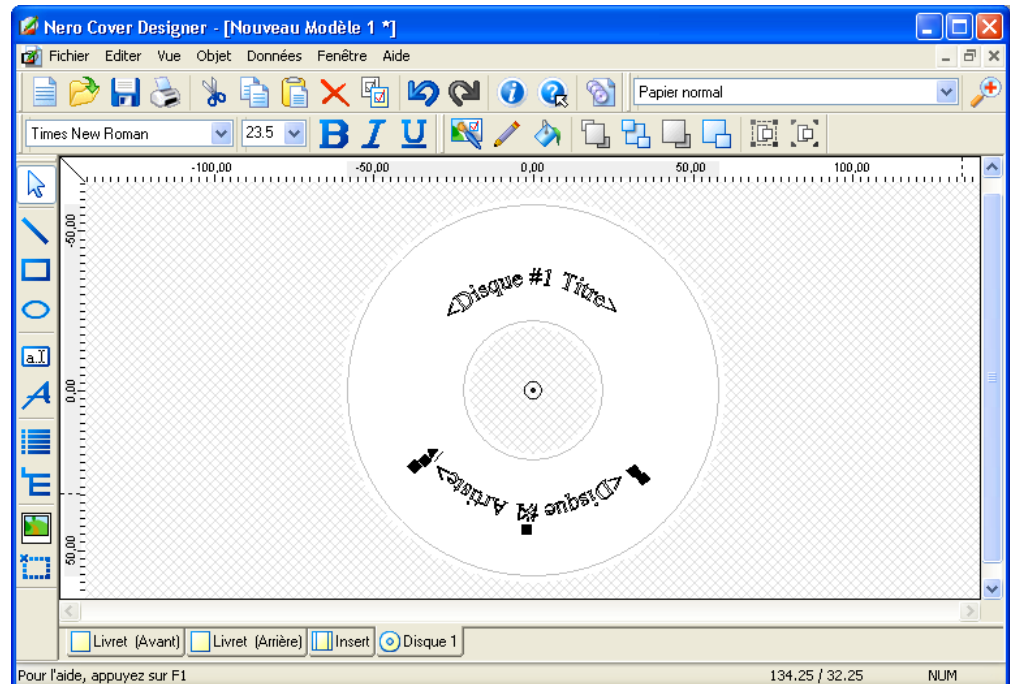 Nero Cover Designer - [Nouveau Modèle 1 *]
Fichier Editer Vue Objet Données Fenêtre Aide
Papier normal
Times New Roman 23.5 B I U
-100,00 -50,00 0,00 50,00 100,00
-50,00
0,00
50,00
a.I
A
E
<Disque #1 Titre>
<Disque #1 Artiste>
Livret (Avant) Livret (Arrière) Insert Disque 1
Pour l'aide, appuyez sur F1 134.25 / 32.25 NUM